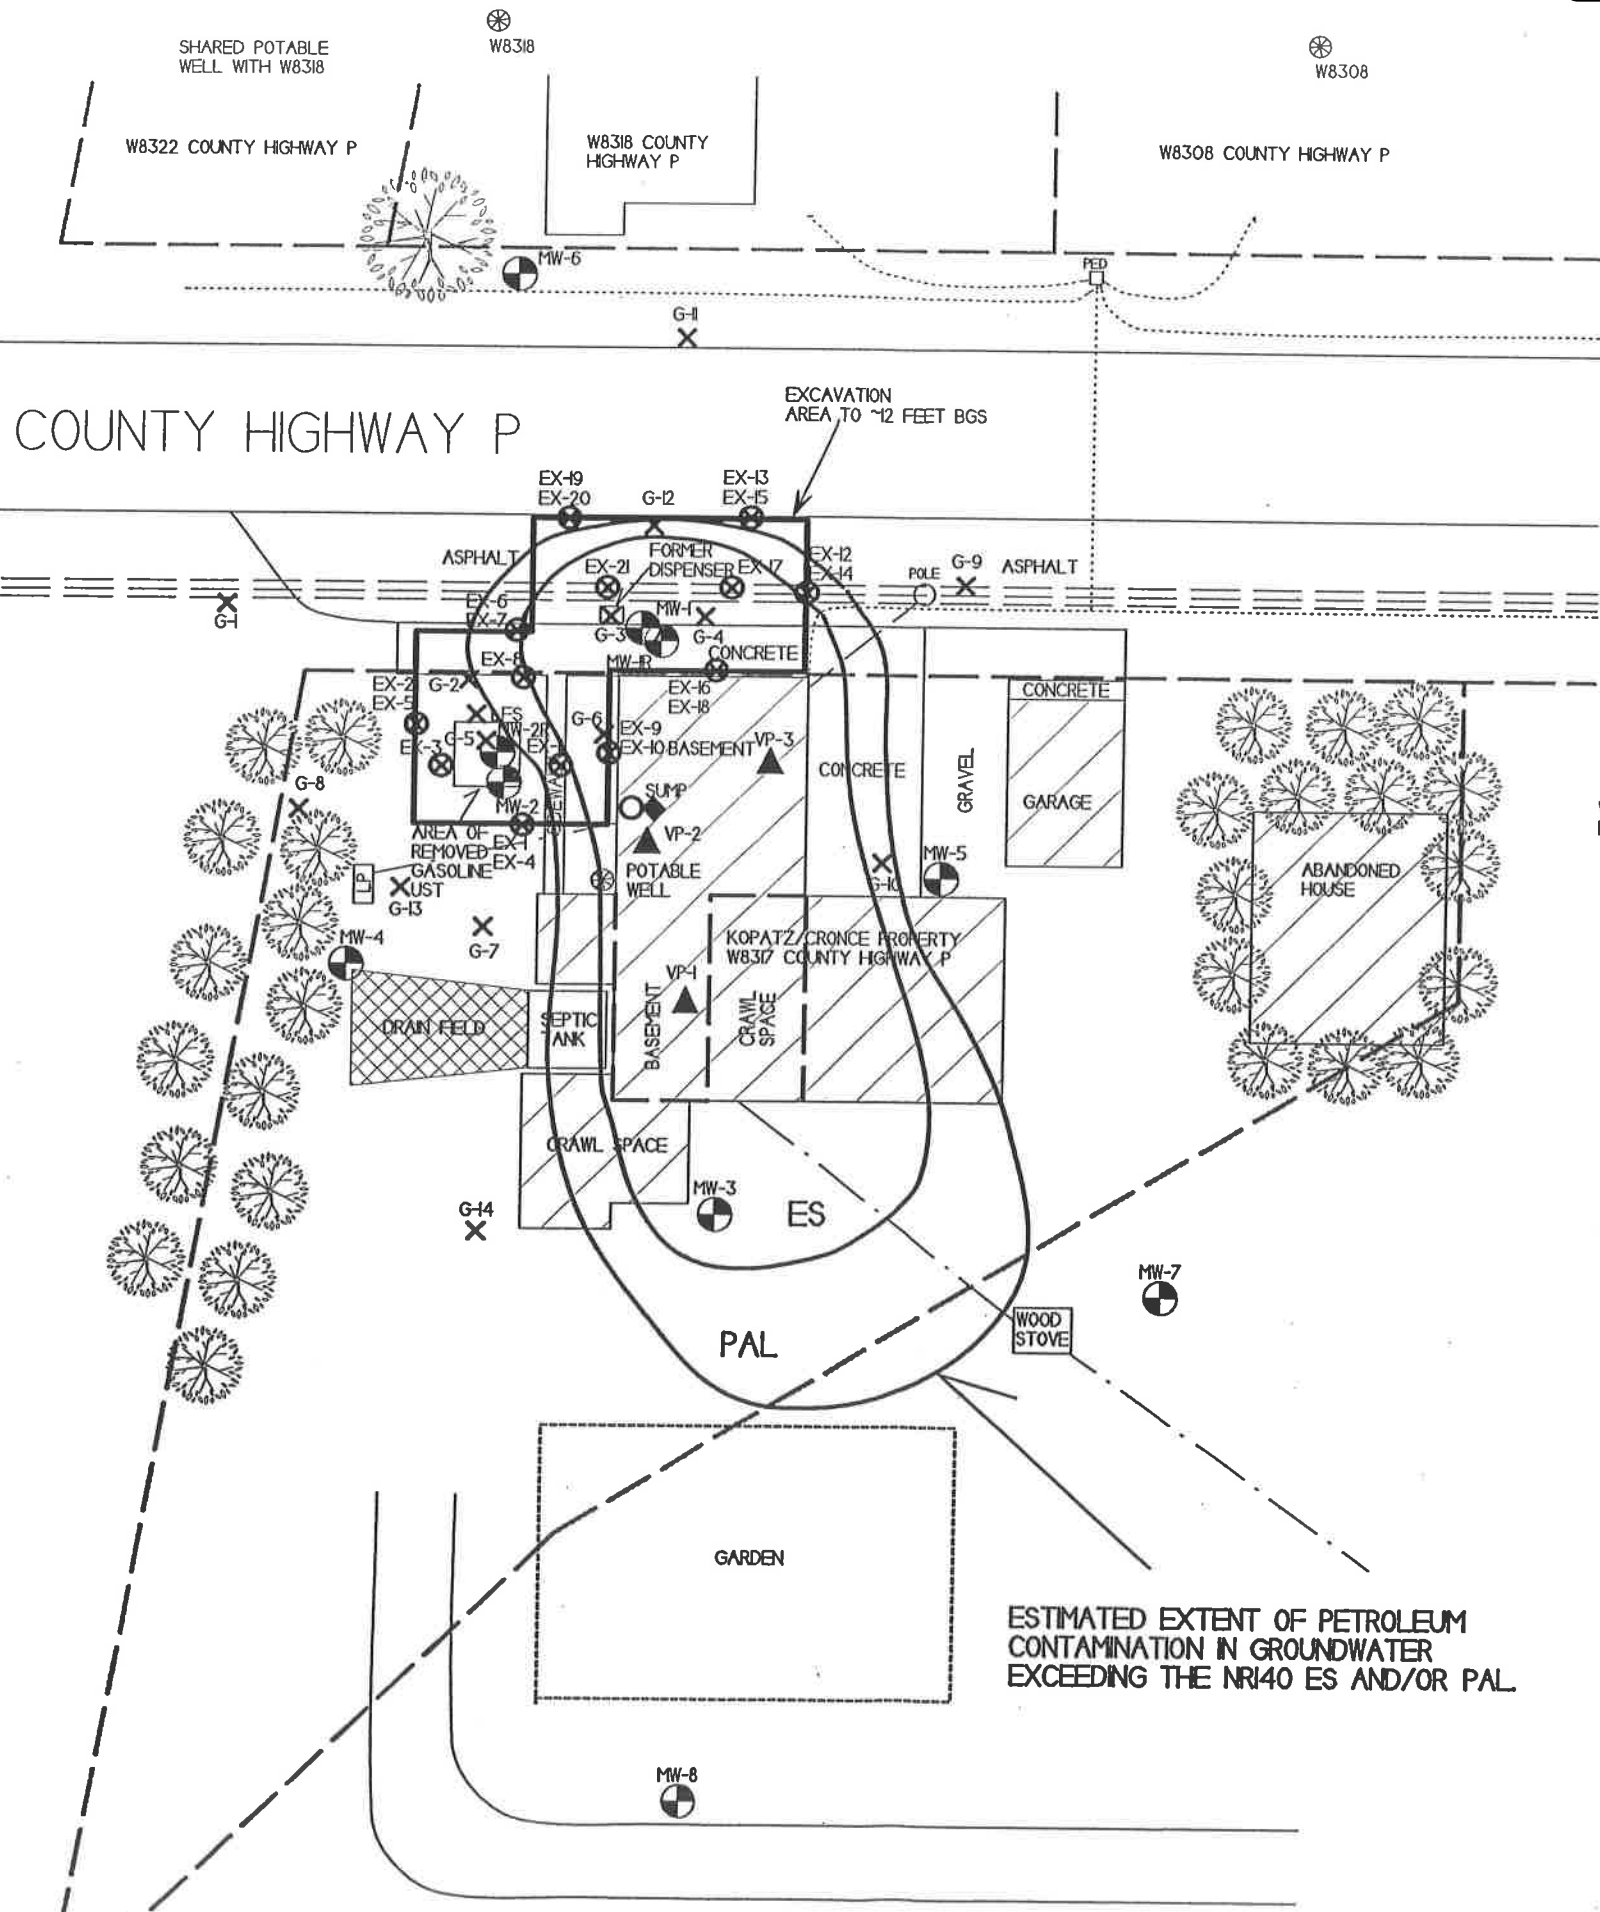 W8318
SHARED POTABLE
WELL WITH W8318
W8308
W8322 COUNTY HIGHWAY P
W8318 COUNTY
HIGHWAY P
W8308 COUNTY HIGHWAY P
MW-6
PED
G-11
EXCAVATION
AREA TO ~12 FEET BGS
COUNTY HIGHWAY P
EX-19
EX-20
G-12
EX-13
EX-15
ASPHALT
FORMER
DISPENSER
EX-21
EX-17
EX-12
EX-14
POLE
G-9
ASPHALT
G-1
EX-6
EX-7
MW-1
G-3
G-4
MW-1R
CONCRETE
EX-8
EX-2
EX-5
G-2
EX-16
EX-18
CONCRETE
G-6
EX-9
EX-10
BASEMENT
VP-3
MW-2R
G-5
EX-3
CONCRETE
GRAVEL
G-8
SUMP
GARAGE
MW-2
VP-2
AREA OF
REMOVED
GASOLINE
UST
EX-1
EX-4
MW-5
LP
POTABLE
WELL
G-10
ABANDONED
HOUSE
G-13
G-7
MW-4
KOPATZ/CRONCE PROPERTY
W8317 COUNTY HIGHWAY P
VP-1
BASEMENT
CRAWL
SPACE
DRAIN FIELD
SEPTIC
TANK
CRAWL SPACE
MW-3
ES
G-14
MW-7
WOOD
STOVE
PAL
GARDEN
ESTIMATED EXTENT OF PETROLEUM
CONTAMINATION IN GROUNDWATER
EXCEEDING THE NR140 ES AND/OR PAL.
MW-8